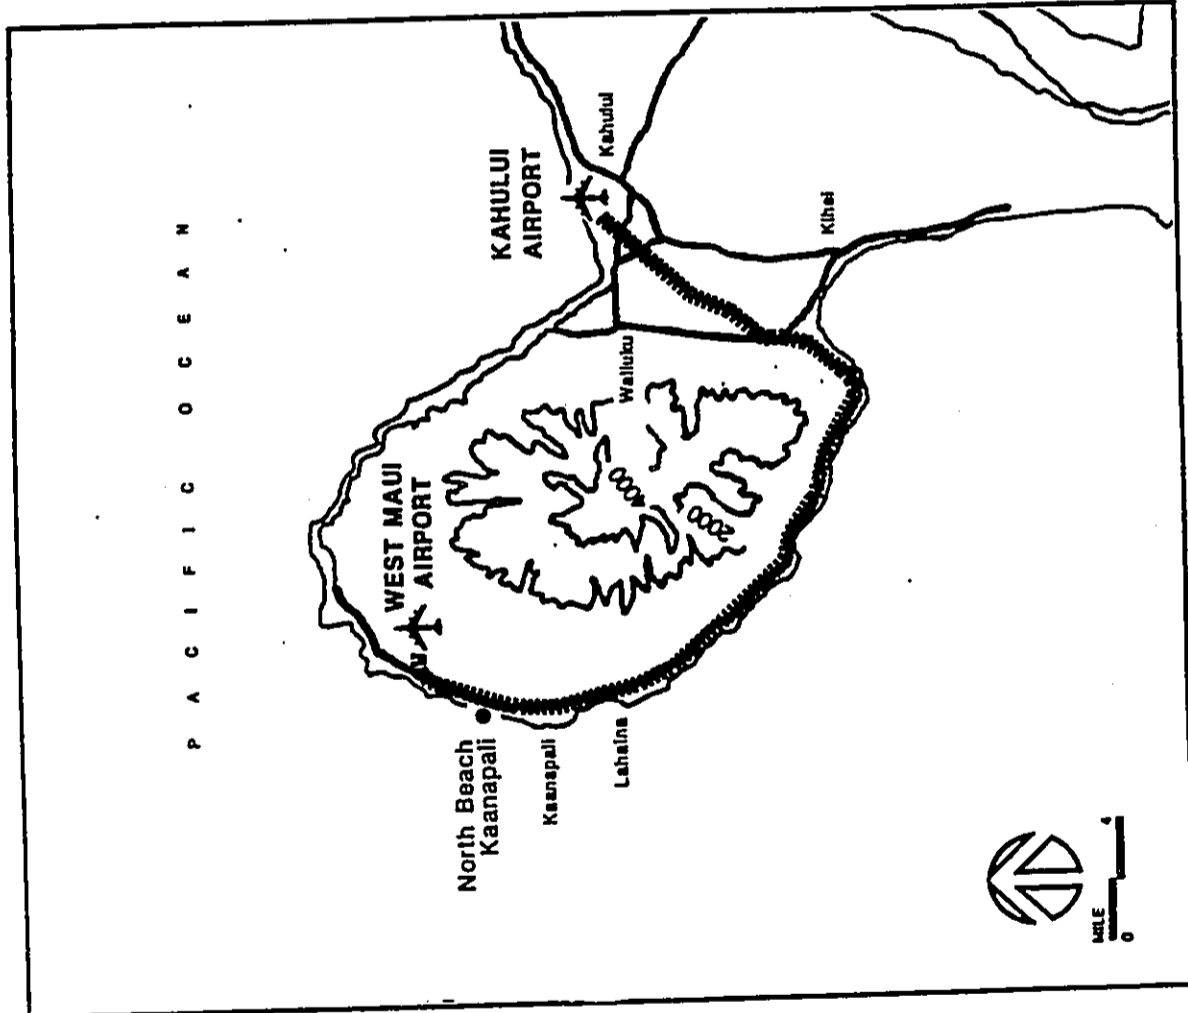 PACIFIC OCEAN
KAHULUI
AIRPORT
Kahului
Kihei
Wailuku
WEST MAUI
AIRPORT
4000
2000
North Beach
Kaanapali
Kaanapali
Lahaina
MILE
0 4